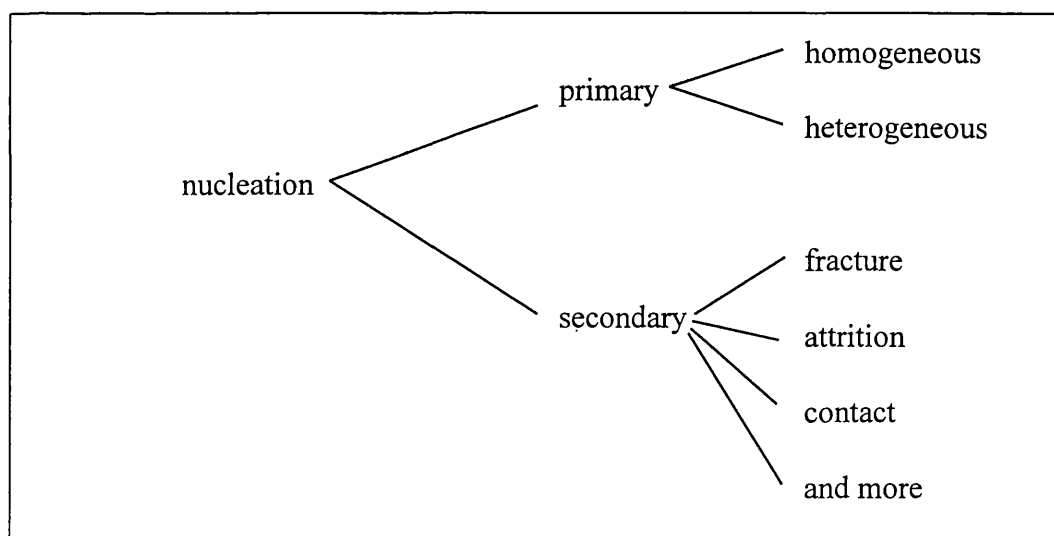 homogeneous
primary
heterogeneous
nucleation
fracture
secondary
attrition
contact
and more